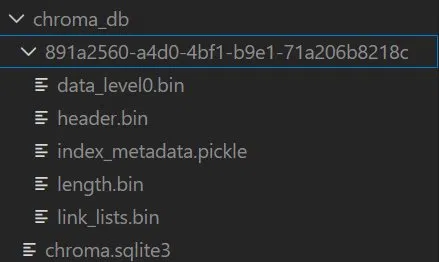 chroma_db
891a2560-a4d0-4bf1-b9e1-71a206b8218c
data_level0.bin
header.bin
index_metadata.pickle
length.bin
link_lists.bin
chroma.sqlite3